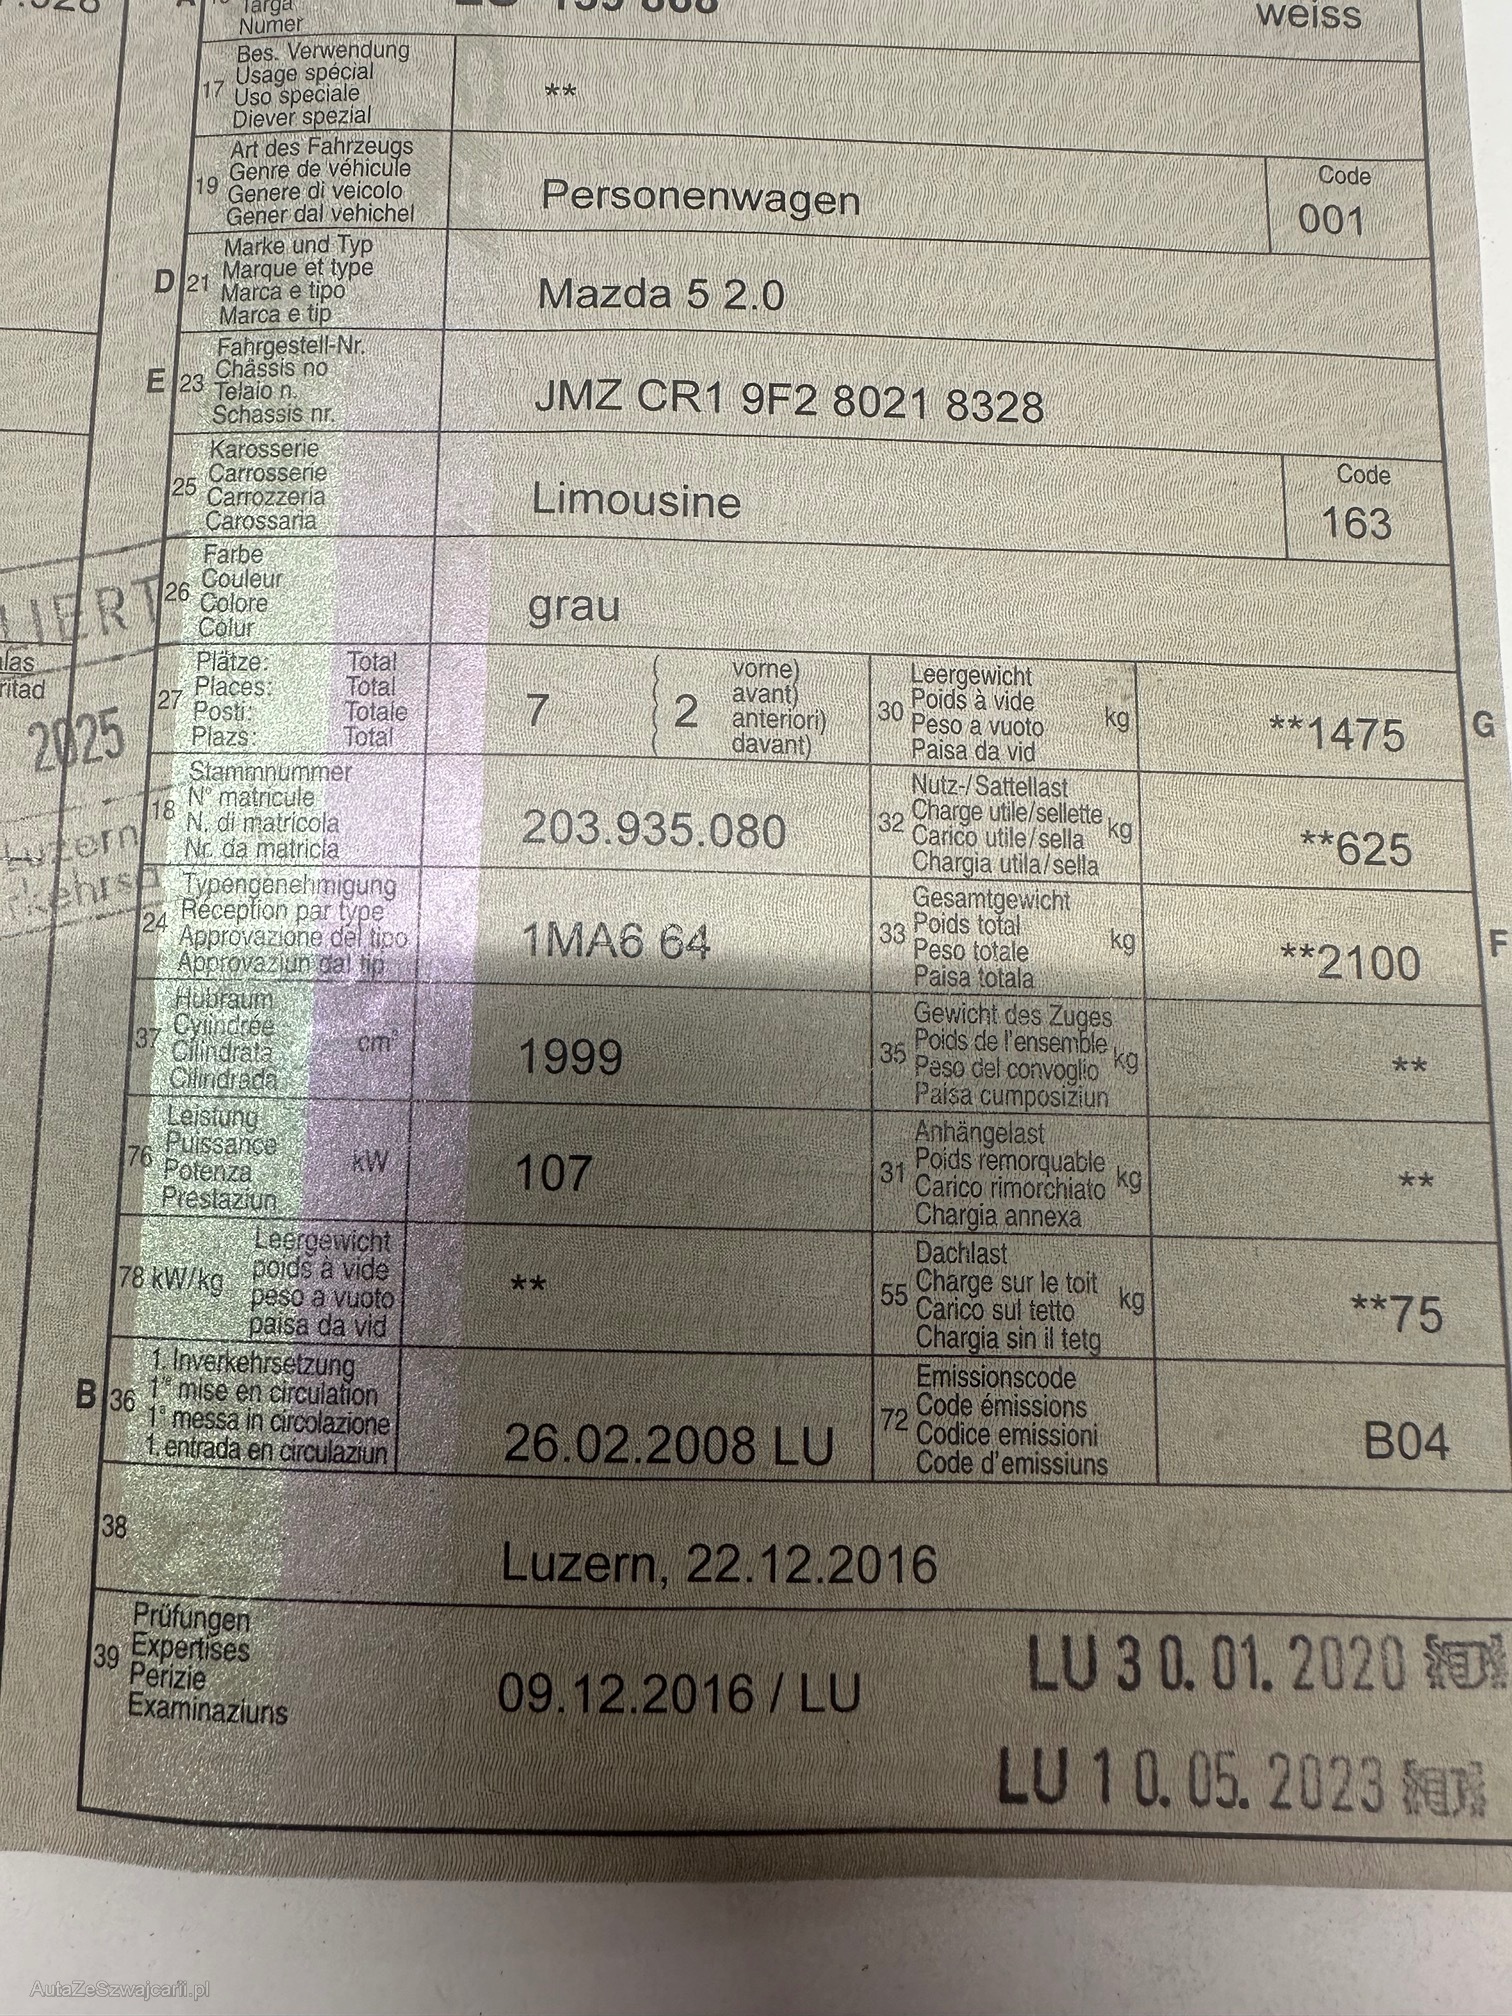 Targa
Numer
weiss
17 Bes. Verwendung
Usage spécial
Uso speciale
Diever spezial
**
19 Art des Fahrzeugs
Genre de véhicule
Genere di veicolo
Gener dal vehichel
Personenwagen
Code
001
D 21 Marke und Typ
Marque et type
Marca e tipo
Marca e tip
Mazda 5 2.0
E 23 Fahrgestell-Nr.
Châssis no
Telaio n.
Schassis nr.
JMZ CR1 9F2 8021 8328
25 Karosserie
Carrosserie
Carrozzeria
Carossaria
Limousine
Code
163
26 Farbe
Couleur
Colore
Colur
grau
27 Plätze: Total
Places: Total
Posti: Totale
Plazs: Total
7 ( 2 vorne)
avant)
anteriori)
davant)
30 Leergewicht
Poids à vide
Peso a vuoto
Paisa da vid
kg
**1475
G
18 Stammnummer
N° matricule
N. di matricola
Nr. da matricla
203.935.080
32 Nutz-/Sattellast
Charge utile/sellette
Carico utile/sella
Chargia utila/sella
kg
**625
24 Typengenehmigung
Réception par type
Approvazione del tipo
Approvaziun dal tip
1MA6 64
33 Gesamtgewicht
Poids total
Peso totale
Paisa totala
kg
**2100
F
37 Hubraum
Cylindrée
Cilindrata
Cilindrada
cm³
1999
35 Gewicht des Zuges
Poids de l'ensemble
Peso del convoglio
Paisa cumposiziun
kg
**
76 Leistung
Puissance
Potenza
Prestaziun
kW
107
31 Anhängelast
Poids remorquable
Carico rimorchiato
Chargia annexa
kg
**
78 kW/kg
Leergewicht
poids à vide
peso a vuoto
paisa da vid
**
55 Dachlast
Charge sur le toit
Carico sul tetto
Chargia sin il tetg
kg
**75
B 36 1. Inverkehrsetzung
1re mise en circulation
1a messa in circolazione
1. entrada en circulaziun
26.02.2008 LU
72 Emissionscode
Code émissions
Codice emissioni
Code d'emissiuns
B04
38
Luzern, 22.12.2016
39 Prüfungen
Expertises
Perizie
Examinaziuns
09.12.2016 / LU
LU 30.01.2020
LU 10.05.2023
2025
Luzern
AutaZeSzwajcarii.pl